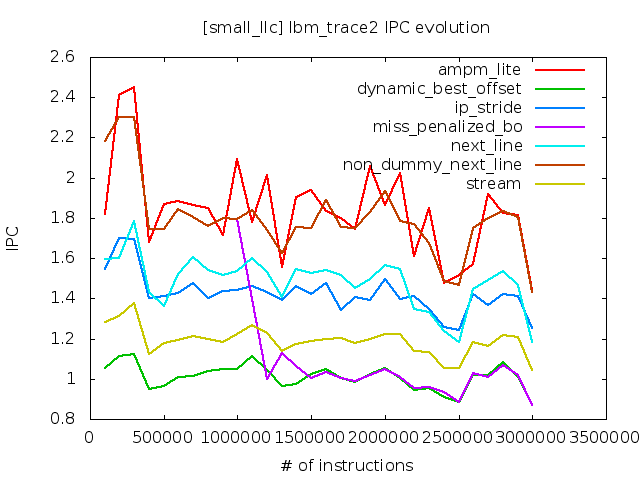 [small_llc] lbm_trace2 IPC evolution
2.6
2.4
2.2
2
1.8
1.6
1.4
1.2
1
0.8
IPC
ampm_lite
dynamic_best_offset
ip_stride
miss_penalized_bo
next_line
non_dummy_next_line
stream
0 500000 1000000 1500000 2000000 2500000 3000000 3500000
# of instructions